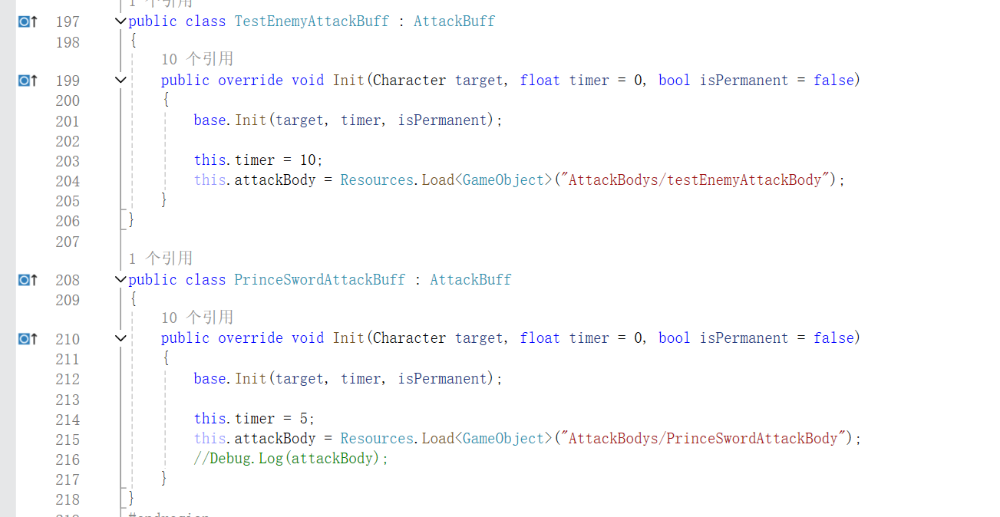 1 个引用
197 public class TestEnemyAttackBuff : AttackBuff
198 {
10 个引用
199 public override void Init(Character target, float timer = 0, bool isPermanent = false)
200 {
201 base.Init(target, timer, isPermanent);
202
203 this.timer = 10;
204 this.attackBody = Resources.Load<GameObject>("AttackBodys/testEnemyAttackBody");
205 }
206 }
207
1 个引用
208 public class PrinceSwordAttackBuff : AttackBuff
209 {
10 个引用
210 public override void Init(Character target, float timer = 0, bool isPermanent = false)
211 {
212 base.Init(target, timer, isPermanent);
213
214 this.timer = 5;
215 this.attackBody = Resources.Load<GameObject>("AttackBodys/PrinceSwordAttackBody");
216 //Debug.Log(attackBody);
217 }
218 }
219 #endregion